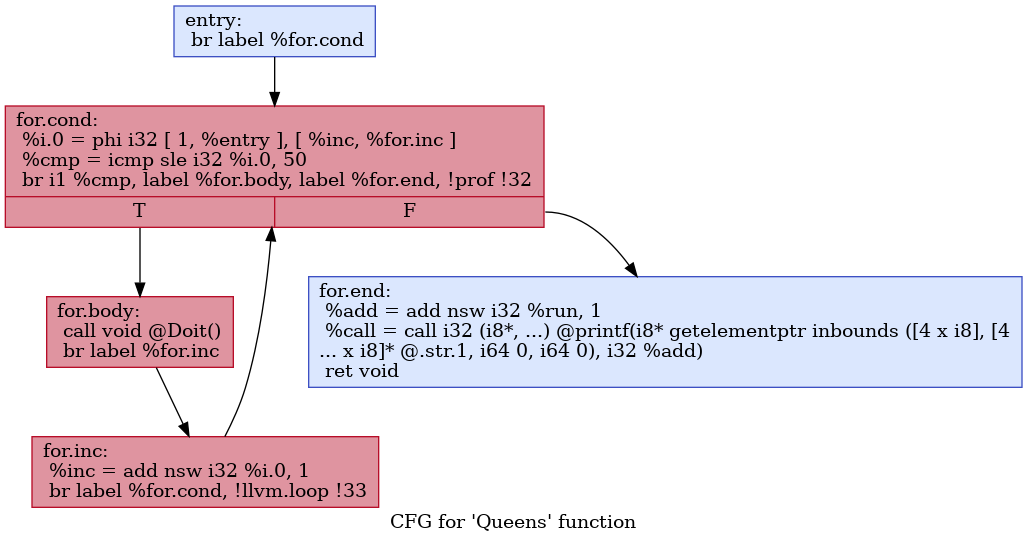 entry:
br label %for.cond
for.cond:
%i.0 = phi i32 [ 1, %entry ], [ %inc, %for.inc ]
%cmp = icmp sle i32 %i.0, 50
br i1 %cmp, label %for.body, label %for.end, !prof !32
T
F
for.body:
call void @Doit()
br label %for.inc
for.end:
%add = add nsw i32 %run, 1
%call = call i32 (i8*, ...) @printf(i8* getelementptr inbounds ([4 x i8], [4
... x i8]* @.str.1, i64 0, i64 0), i32 %add)
ret void
for.inc:
%inc = add nsw i32 %i.0, 1
br label %for.cond, !llvm.loop !33
CFG for 'Queens' function